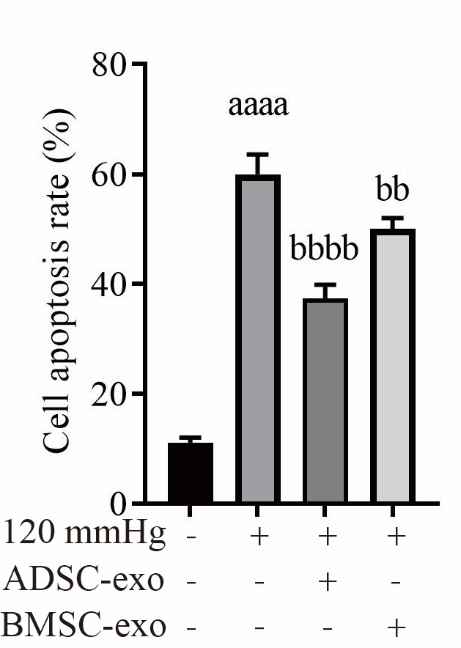 Cell apoptosis rate (%)
80
60
40
20
0
aaaa
bbbb
bb
120 mmHg - + + +
ADSC-exo - - + -
BMSC-exo - - - +